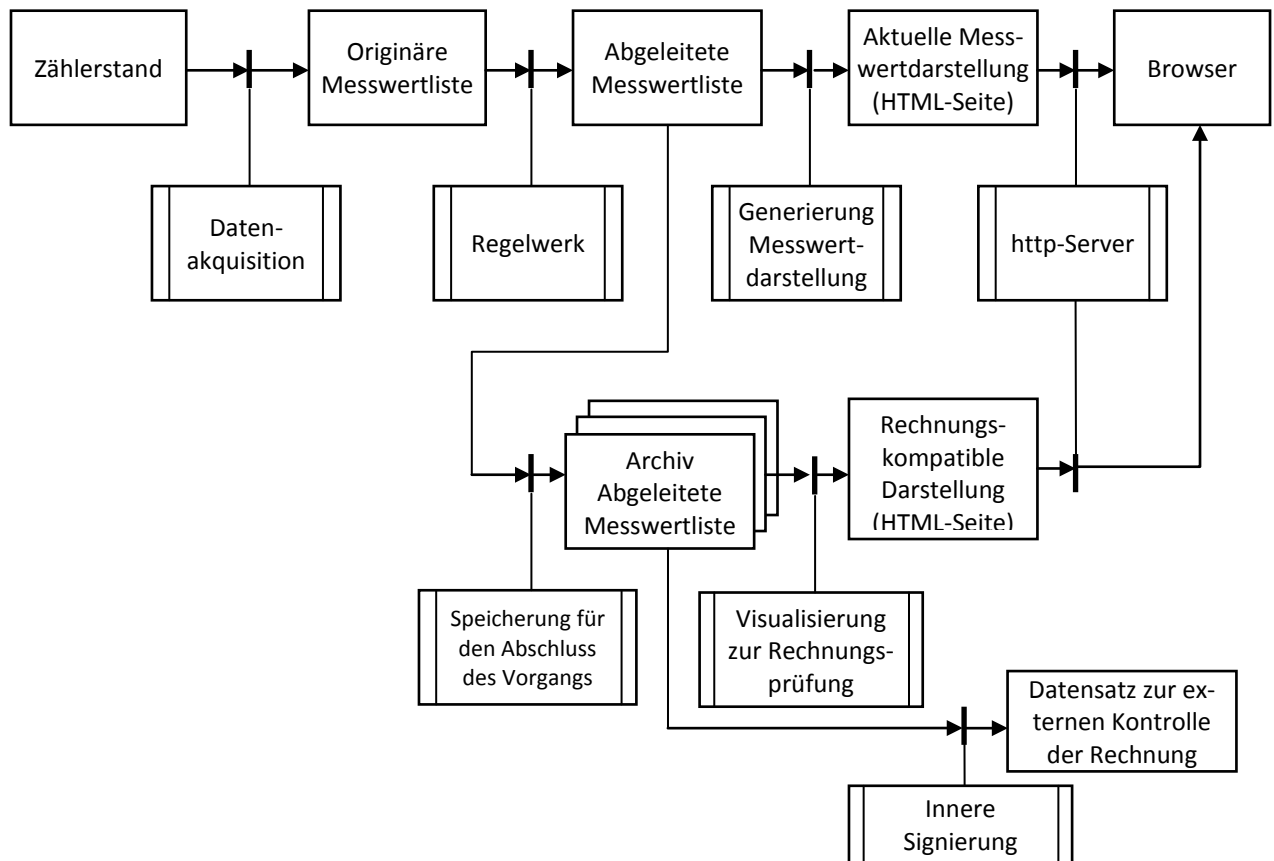 Zählerstand
Originäre
Messwertliste
Abgeleitete
Messwertliste
Aktuelle Mess-
wertdarstellung
(HTML-Seite)
Browser
Daten-
akquisition
Regelwerk
Generierung
Messwert-
darstellung
http-Server
Archiv
Abgeleitete
Messwertliste
Rechnungs-
kompatible
Darstellung
(HTML-Seite)
Speicherung für
den Abschluss
des Vorgangs
Visualisierung
zur Rechnungs-
prüfung
Datensatz zur ex-
ternen Kontrolle
der Rechnung
Innere
Signierung